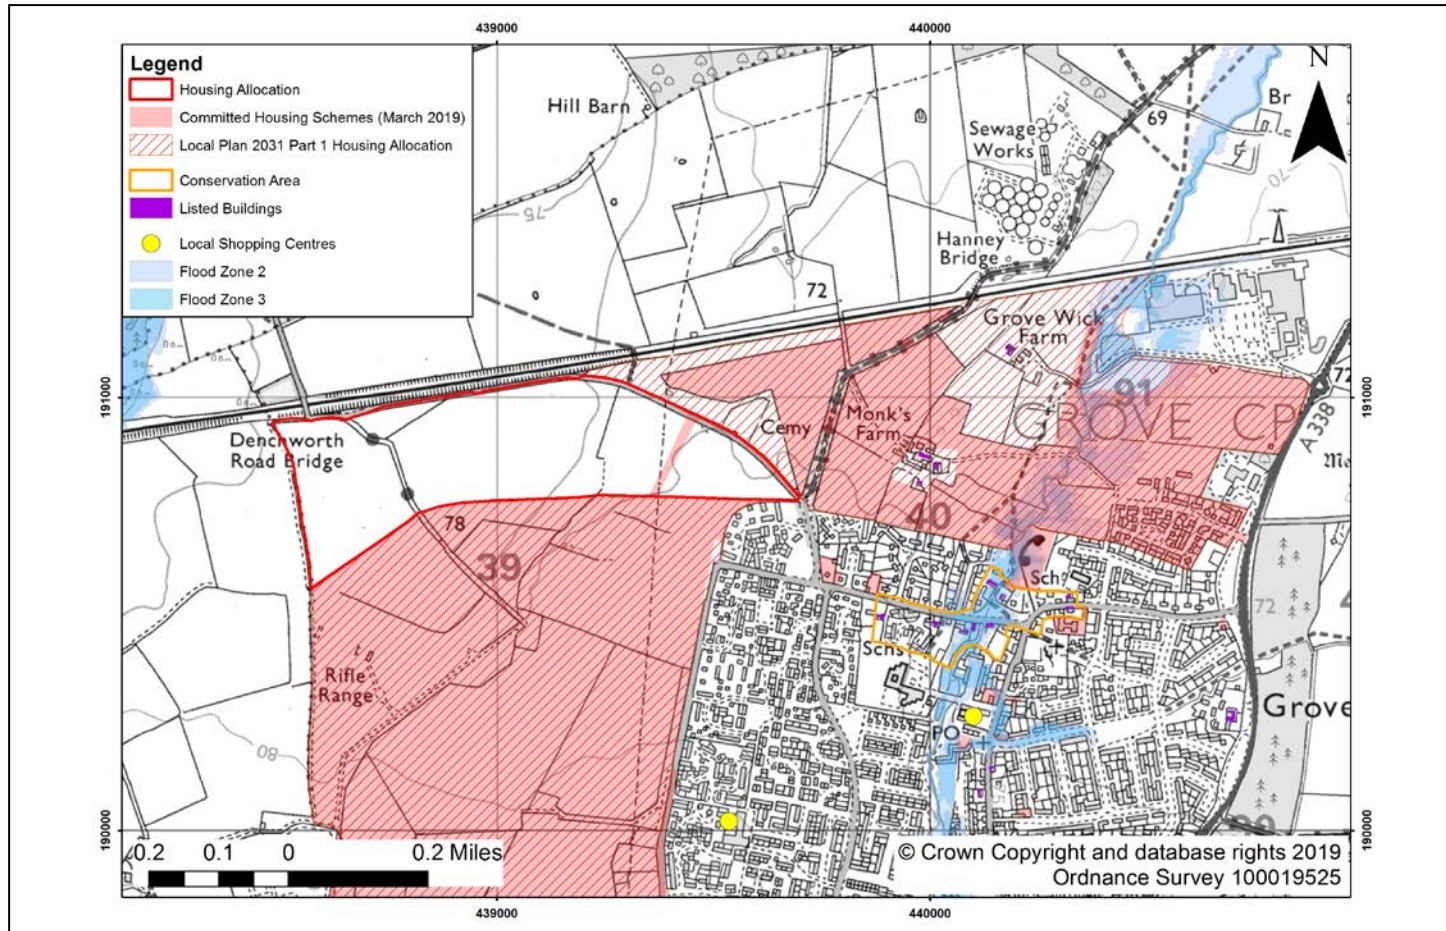 439000
440000
Legend
Housing Allocation
Committed Housing Schemes (March 2019)
Local Plan 2031 Part 1 Housing Allocation
Conservation Area
Listed Buildings
Local Shopping Centres
Flood Zone 2
Flood Zone 3
N
Hill Barn
Sewage
Works
69
Br
70
75
Hanney
Bridge
72
Grove Wick
Farm
191000
191000
72
91
GROVE CP
A 338
Monk's
Farm
Cemy
Denchworth
Road Bridge
78
39
40
Sch
72
Schs
Rifle
Range
Grove
PO
80
190000
190000
0.2 0.1 0 0.2 Miles
© Crown Copyright and database rights 2019
Ordnance Survey 100019525
439000
440000